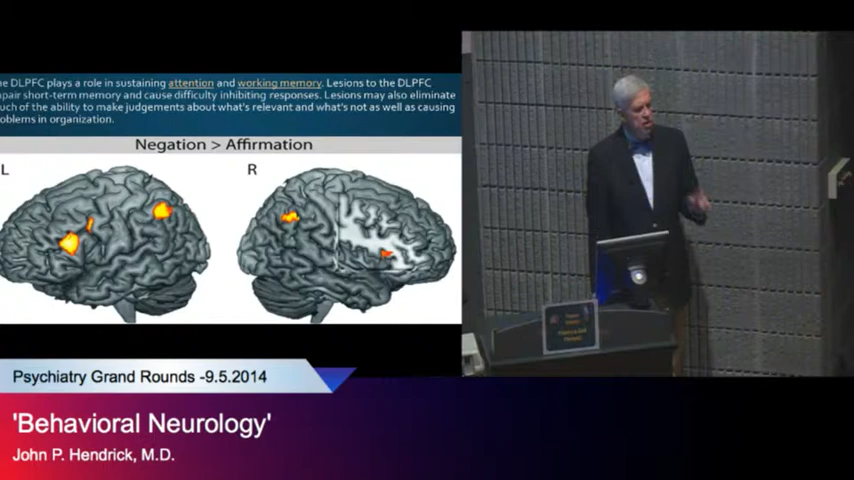 he DLPFC plays a role in sustaining attention and working memory. Lesions to the DLPFC
pair short-term memory and cause difficulty inhibiting responses. Lesions may also eliminate
uch of the ability to make judgements about what's relevant and what's not as well as causing
oblems in organization.
Negation > Affirmation
L
R
Psychiatry Grand Rounds -9.5.2014
'Behavioral Neurology'
John P. Hendrick, M.D.